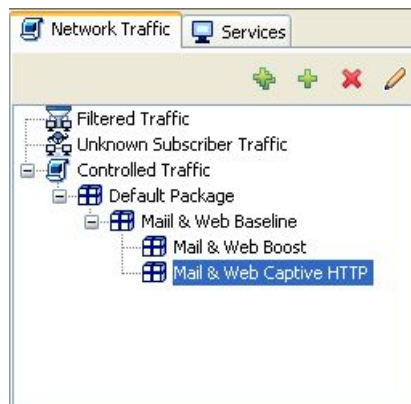 Network Traffic
Services
Filtered Traffic
Unknown Subscriber Traffic
Controlled Traffic
Default Package
Maiil & Web Baseline
Mail & Web Boost
Mail & Web Captive HTTP